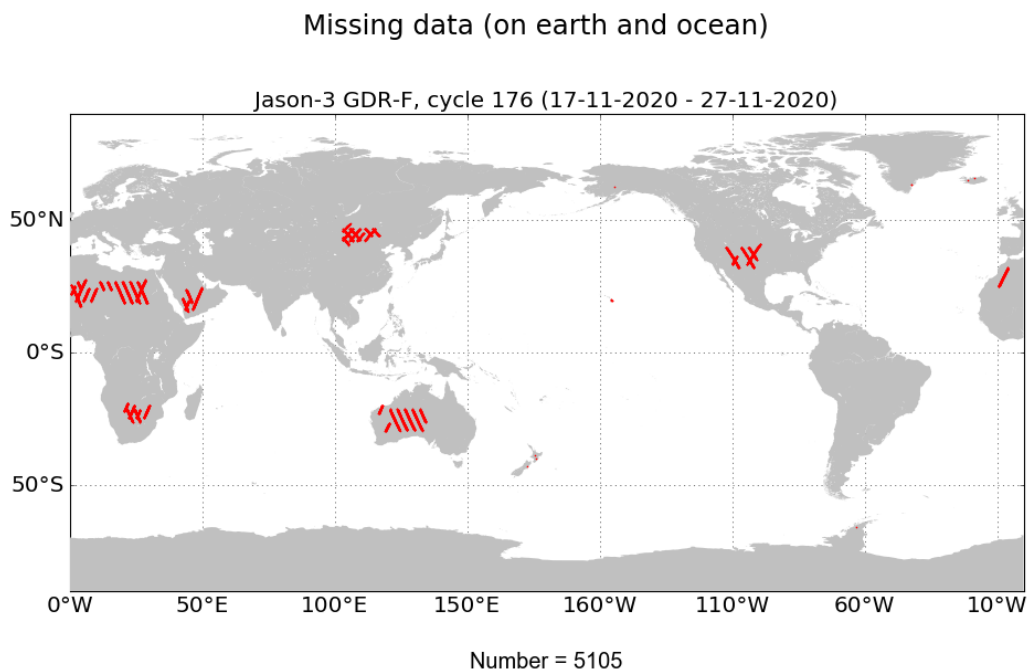 Missing data (on earth and ocean)
Jason-3 GDR-F, cycle 176 (17-11-2020 - 27-11-2020)
50°N
0°S
50°S
0°W 50°E 100°E 150°E 160°W 110°W 60°W 10°W
Number = 5105